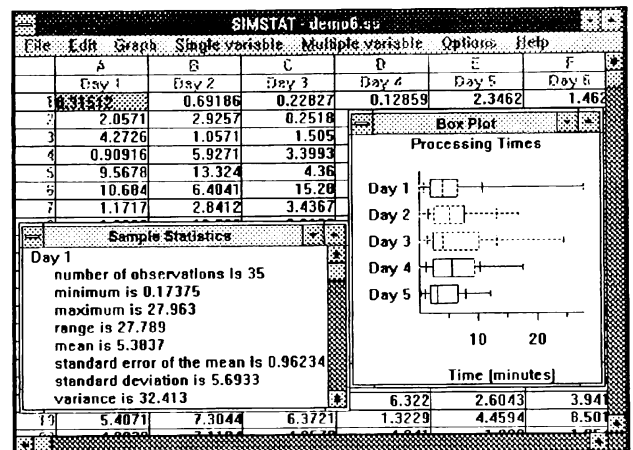 SIMSTAT - demo6.ss
File Edit Graph Single variable Multiple variable Options Help
A B C D E F
Day 1 Day 2 Day 3 Day 4 Day 5 Day 6
1 0.31512 0.69186 0.22827 0.12859 2.3462 1.462
2 2.0571 2.9257 0.2518
3 4.2726 1.0571 1.505
4 0.90916 5.9271 3.3993
5 9.5678 13.324 4.36
6 10.684 6.4041 15.28
7 1.1717 2.8412 3.4367
Box Plot
Processing Times
Day 1
Day 2
Day 3
Day 4
Day 5
10 20
Time [minutes]
Sample Statistics
Day 1
number of observations is 35
minimum is 0.17375
maximum is 27.963
range is 27.789
mean is 5.3837
standard error of the mean is 0.96234
standard deviation is 5.6933
variance is 32.413
6.322 2.6043 3.941
19 5.4071 7.3044 6.3721 1.3229 4.4594 8.501